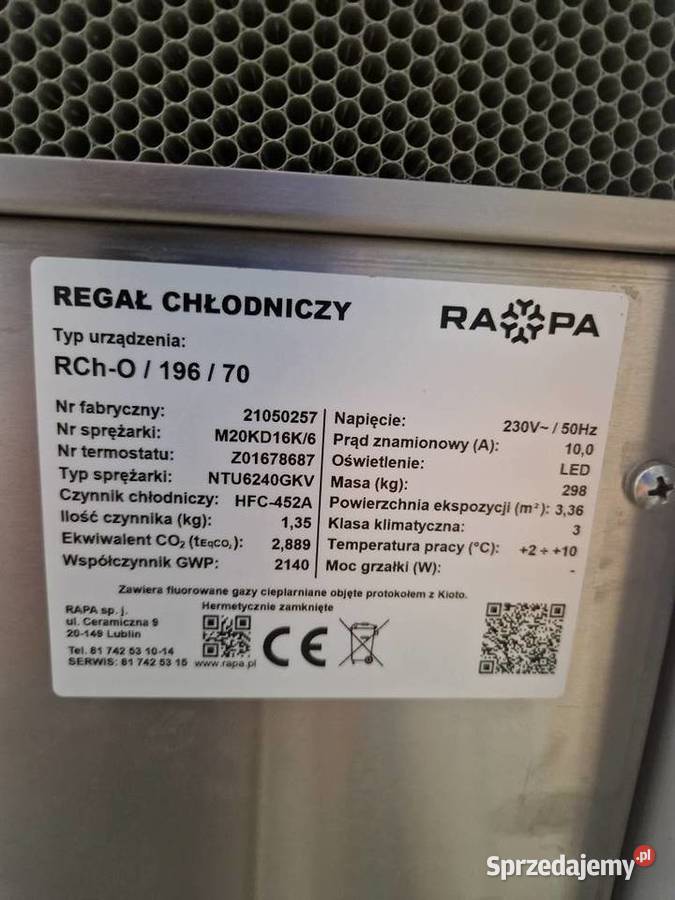 REGAŁ CHŁODNICZY
RAPA
Typ urządzenia:
RCh-O / 196 / 70
Nr fabryczny: 21050257
Nr sprężarki: M20KD16K/6
Nr termostatu: Z01678687
Typ sprężarki: NTU6240GKV
Czynnik chłodniczy: HFC-452A
Ilość czynnika (kg): 1,35
Ekwiwalent CO₂ (tEqCO₂): 2,889
Współczynnik GWP: 2140
Napięcie: 230V~ / 50Hz
Prąd znamionowy (A): 10,0
Oświetlenie: LED
Masa (kg): 298
Powierzchnia ekspozycji (m²): 3,36
Klasa klimatyczna: 3
Temperatura pracy (°C): +2 ÷ +10
Moc grzałki (W): -
Zawiera fluorowane gazy cieplarniane objęte protokołem z Kioto.
Hermetycznie zamknięte
RAPA sp. j.
ul. Ceramiczna 9
20-149 Lublin
Tel. 81 742 53 10-14
SERWIS: 81 742 53 15
www.rapa.pl
CE
Sprzedajemy.pl